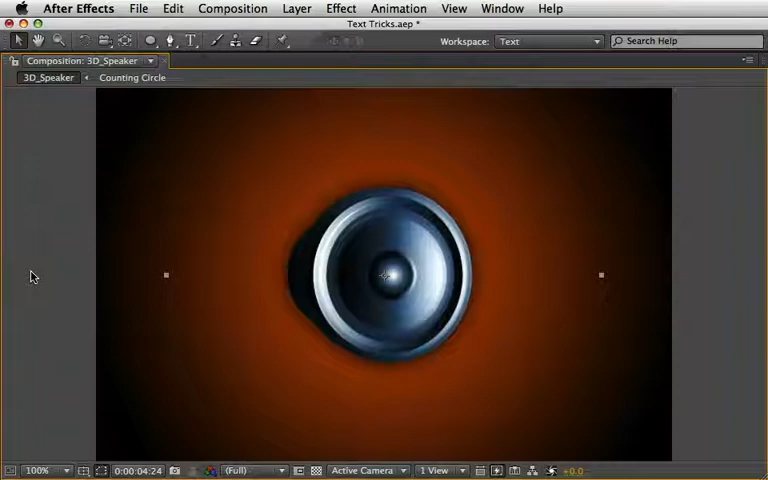 After Effects File Edit Composition Layer Effect Animation View Window Help
Text Tricks.aep *
Workspace: Text Search Help
Composition: 3D_Speaker
3D_Speaker Counting Circle
100% 0:00:04:24 (Full) Active Camera 1 View +0.0